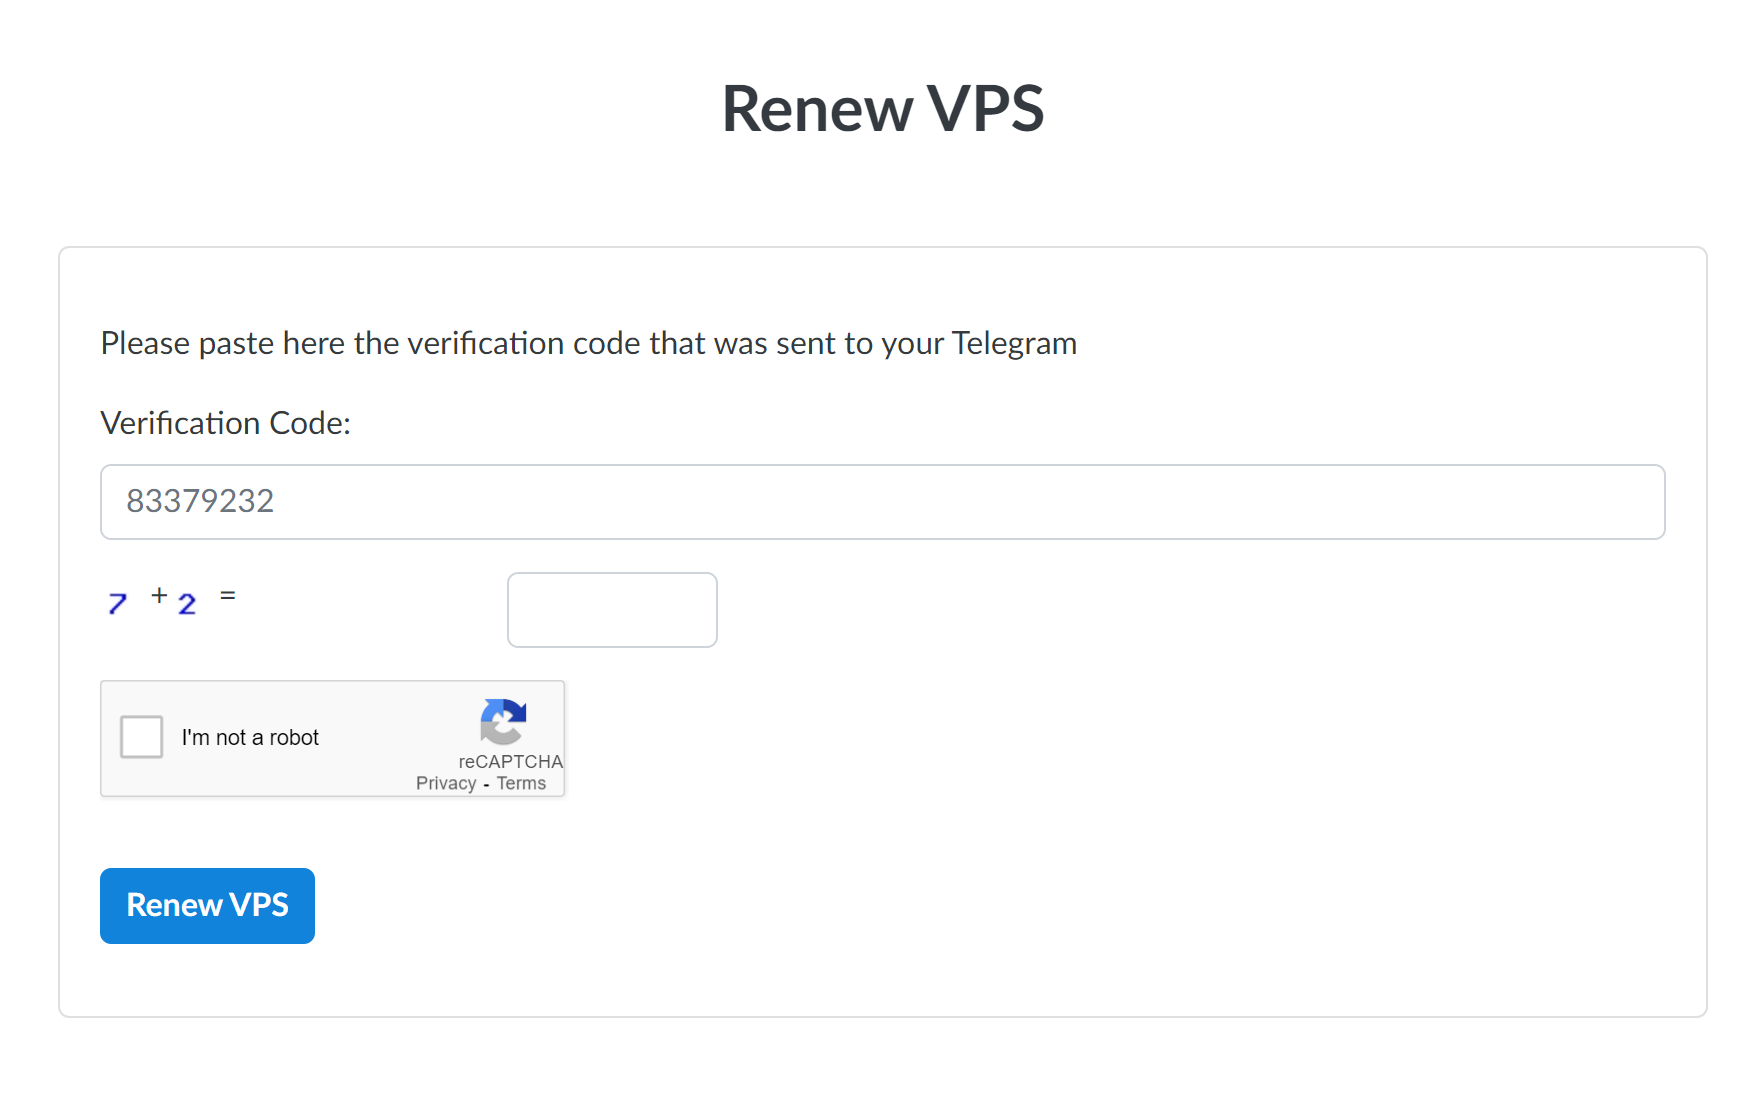 Renew VPS
Please paste here the verification code that was sent to your Telegram
Verification Code:
83379232
7 + 2 =
I'm not a robot
reCAPTCHA
Privacy - Terms
Renew VPS